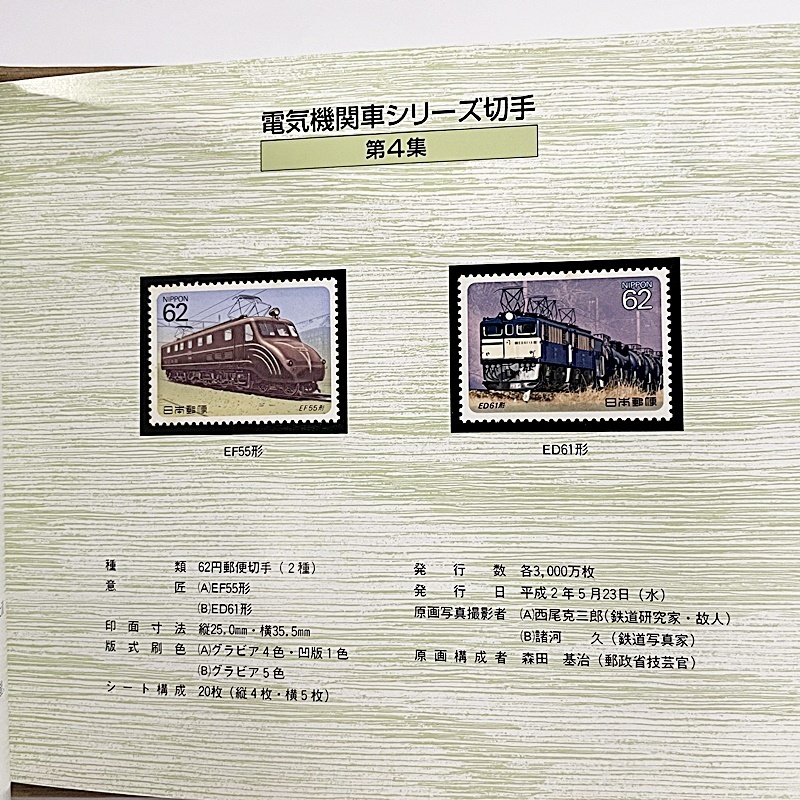 電気機関車シリーズ切手
第4集
NIPPON
62
日本郵便
EF55形
NIPPON
62
ED61形
日本郵便
EF55形
ED61形
種類 62円郵便切手(2種)
意匠 (A)EF55形
(B)ED61形
印面寸法 縦25.0mm・横35.5mm
版式刷色 (A)グラビア4色・凹版1色
(B)グラビア5色
シート構成 20枚(縦4枚・横5枚)
発行数 各3,000万枚
発行日 平成2年5月23日(水)
原画写真撮影者 (A)西尾克三郎(鉄道研究家・故人)
(B)諸河 久(鉄道写真家)
原画構成者 森田 基治(郵政省技芸官)